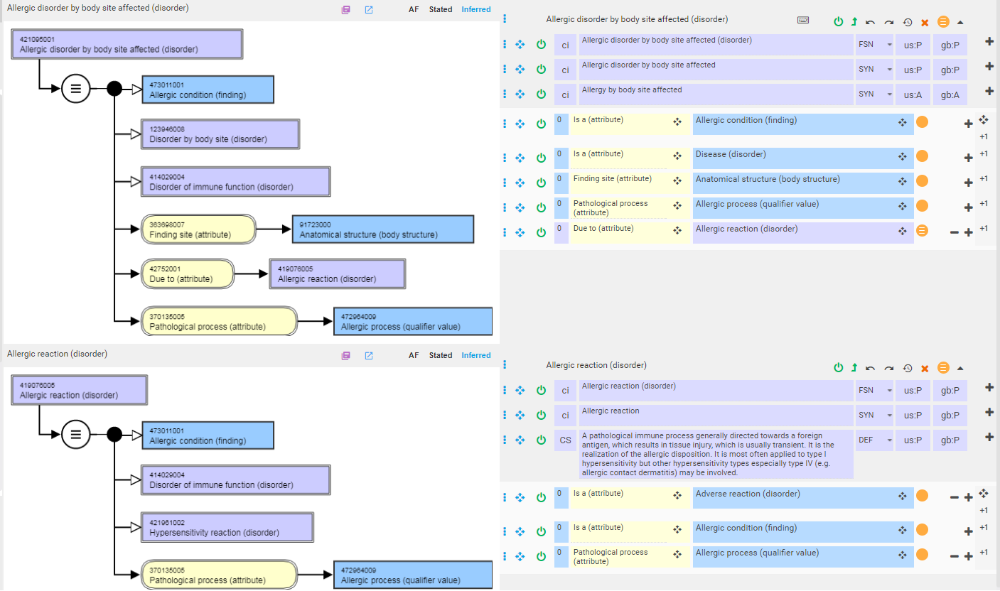 Allergic disorder by body site affected (disorder)
AF Stated Inferred
421095001
Allergic disorder by body site affected (disorder)
473011001
Allergic condition (finding)
123946008
Disorder by body site (disorder)
414029004
Disorder of immune function (disorder)
363698007
Finding site (attribute)
91723000
Anatomical structure (body structure)
42752001
Due to (attribute)
419076005
Allergic reaction (disorder)
370135005
Pathological process (attribute)
472964009
Allergic process (qualifier value)
Allergic disorder by body site affected (disorder)
ci Allergic disorder by body site affected (disorder) FSN us:P gb:P
ci Allergic disorder by body site affected SYN us:P gb:P
ci Allergy by body site affected SYN us:A gb:A
0 Is a (attribute) Allergic condition (finding)
+1
0 Is a (attribute) Disease (disorder) +1
0 Finding site (attribute) Anatomical structure (body structure) +1
0 Pathological process Allergic process (qualifier value) +1
(attribute)
0 Due to (attribute) Allergic reaction (disorder) +1
Allergic reaction (disorder)
AF Stated Inferred
419076005
Allergic reaction (disorder)
473011001
Allergic condition (finding)
414029004
Disorder of immune function (disorder)
421961002
Hypersensitivity reaction (disorder)
370135005
Pathological process (attribute)
472964009
Allergic process (qualifier value)
Allergic reaction (disorder)
ci Allergic reaction (disorder) FSN us:P gb:P
ci Allergic reaction SYN us:P gb:P
CS A pathological immune process generally directed towards a foreign DEF us:P gb:P
antigen, which results in tissue injury, which is usually transient. It is the
realization of the allergic disposition. It is most often applied to type I
hypersensitivity but other hypersensitivity types especially type IV (e.g.
allergic contact dermatitis) may be involved.
0 Is a (attribute) Adverse reaction (disorder)
+1
0 Is a (attribute) Allergic condition (finding) +1
0 Pathological process Allergic process (qualifier value) +1
(attribute)